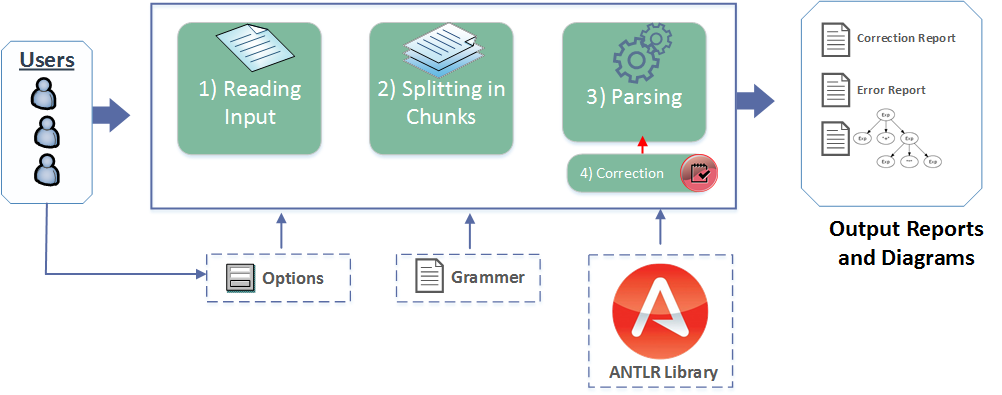 Users
1) Reading
Input
2) Splitting in
Chunks
3) Parsing
4) Correction
Options
Grammer
ANTLR Library
Correction Report
Error Report
Exp
Exp
"+"
Exp
Exp
Exp
Output Reports
and Diagrams